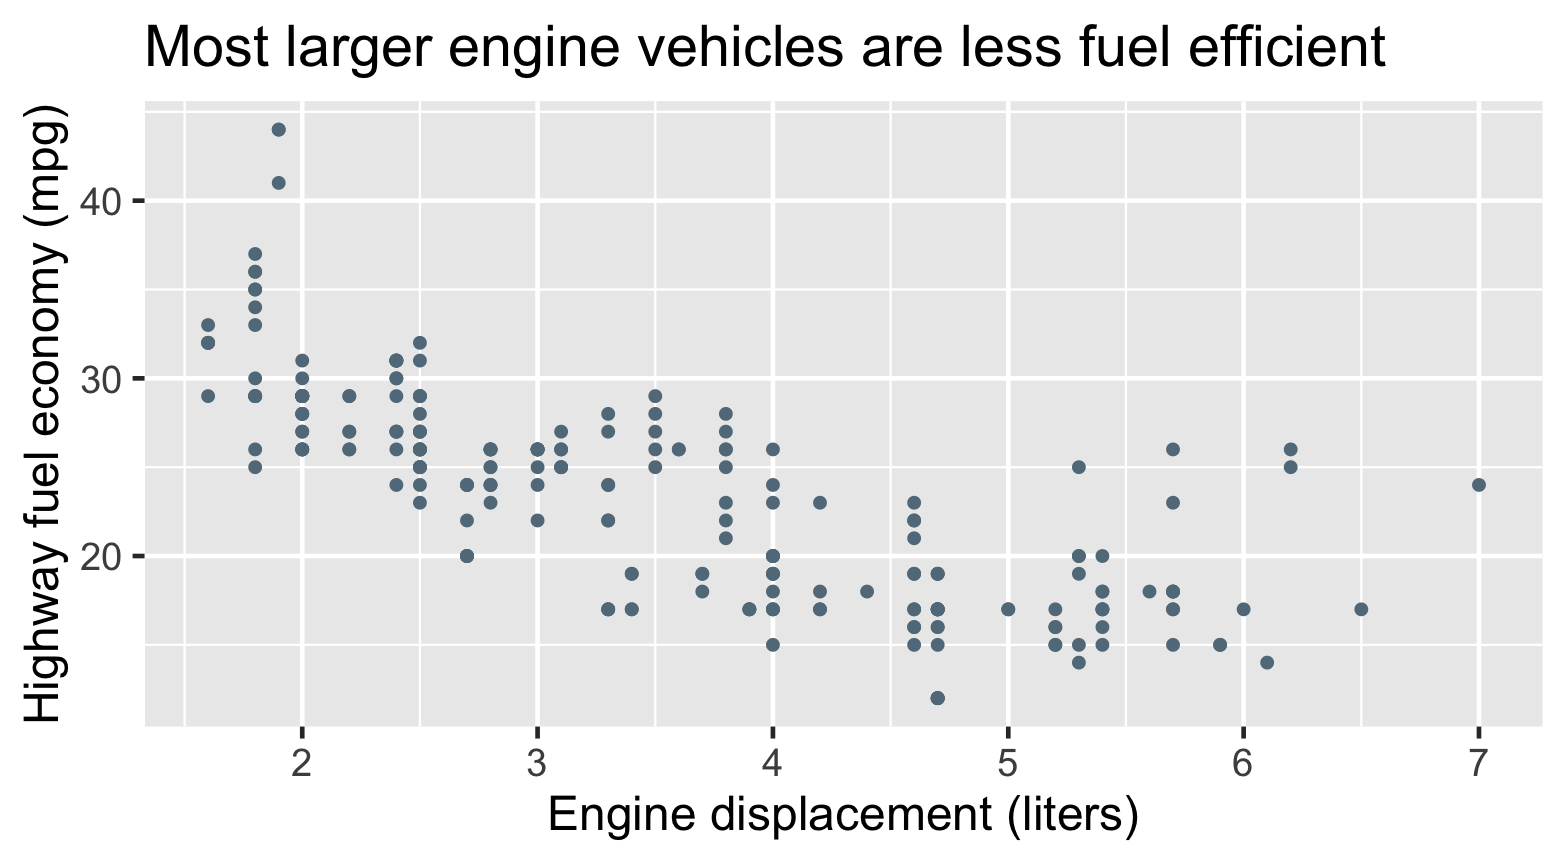 Most larger engine vehicles are less fuel efficient
Highway fuel economy (mpg)
40
30
20
2 3 4 5 6 7
Engine displacement (liters)